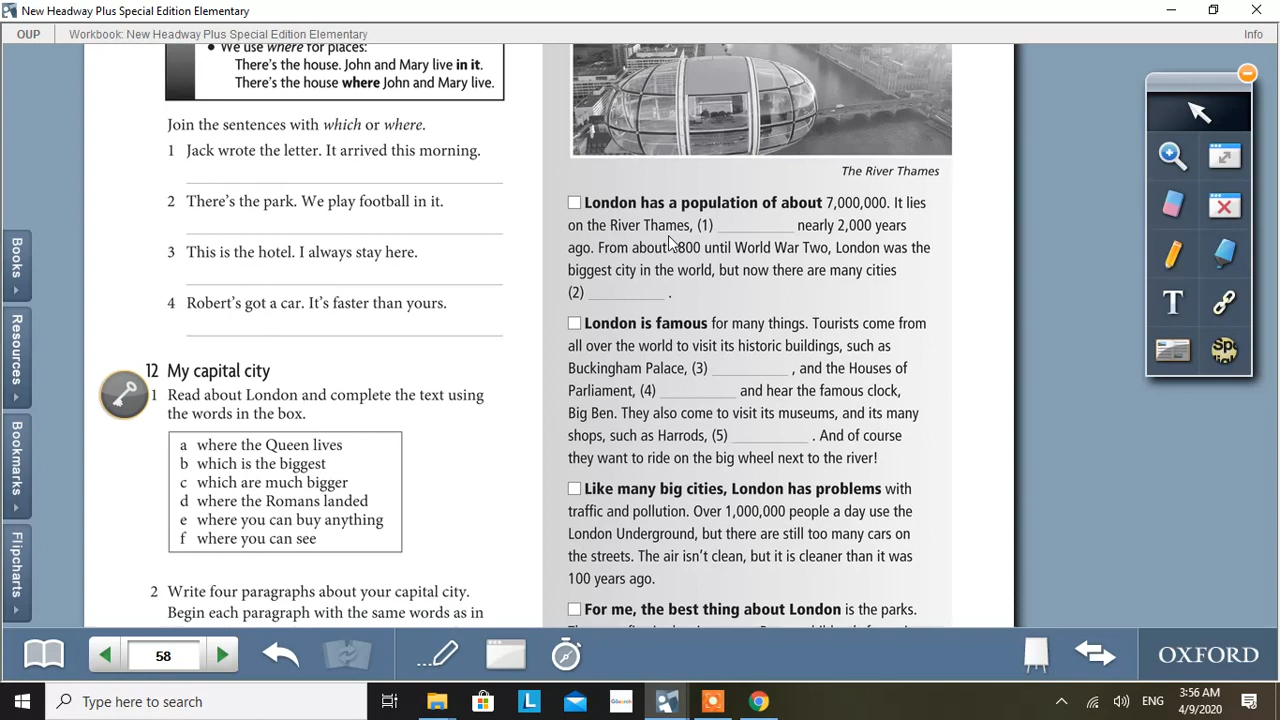 New Headway Plus Special Edition Elementary
OUP
Workbook: New Headway Plus Special Edition Elementary
Info
• We use where for places:
There's the house. John and Mary live in it.
There's the house where John and Mary live.
Join the sentences with which or where.
1 Jack wrote the letter. It arrived this morning.
2 There's the park. We play football in it.
3 This is the hotel. I always stay here.
4 Robert's got a car. It's faster than yours.
12 My capital city
1 Read about London and complete the text using
the words in the box.
a where the Queen lives
b which is the biggest
c which are much bigger
d where the Romans landed
e where you can buy anything
f where you can see
2 Write four paragraphs about your capital city.
Begin each paragraph with the same words as in
The River Thames
London has a population of about 7,000,000. It lies
on the River Thames, (1) ____________ nearly 2,000 years
ago. From about 1800 until World War Two, London was the
biggest city in the world, but now there are many cities
(2) ____________ .
London is famous for many things. Tourists come from
all over the world to visit its historic buildings, such as
Buckingham Palace, (3) ____________ , and the Houses of
Parliament, (4) ____________ and hear the famous clock,
Big Ben. They also come to visit its museums, and its many
shops, such as Harrods, (5) ____________ . And of course
they want to ride on the big wheel next to the river!
Like many big cities, London has problems with
traffic and pollution. Over 1,000,000 people a day use the
London Underground, but there are still too many cars on
the streets. The air isn't clean, but it is cleaner than it was
100 years ago.
For me, the best thing about London is the parks.
Books
Resources
Bookmarks
Flipcharts
T
58
OXFORD
Type here to search
L
ENG
3:56 AM
4/9/2020